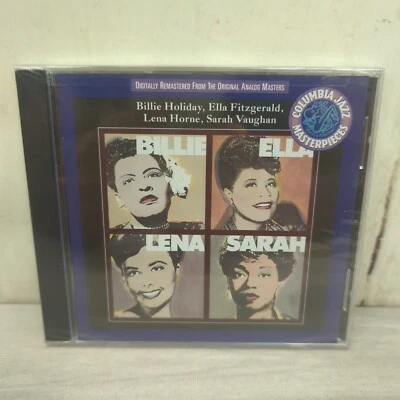 DIGITALLY REMASTERED FROM THE ORIGINAL ANALOG MASTERS
Billie Holiday, Ella Fitzgerald,
Lena Horne, Sarah Vaughan
COLUMBIA JAZZ
MASTERPIECES
BILLIE
ELLA
LENA
SARAH